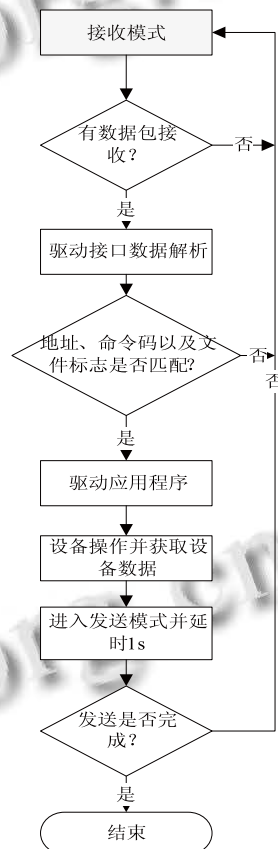 接收模式
有数据包接
收?
否
是
驱动接口数据解析
地址、命令码以及文
件标志是否匹配?
否
否
是
驱动应用程序
设备操作并获取设
备数据
进入发送模式并延
时1s
发送是否完
成?
是
结束